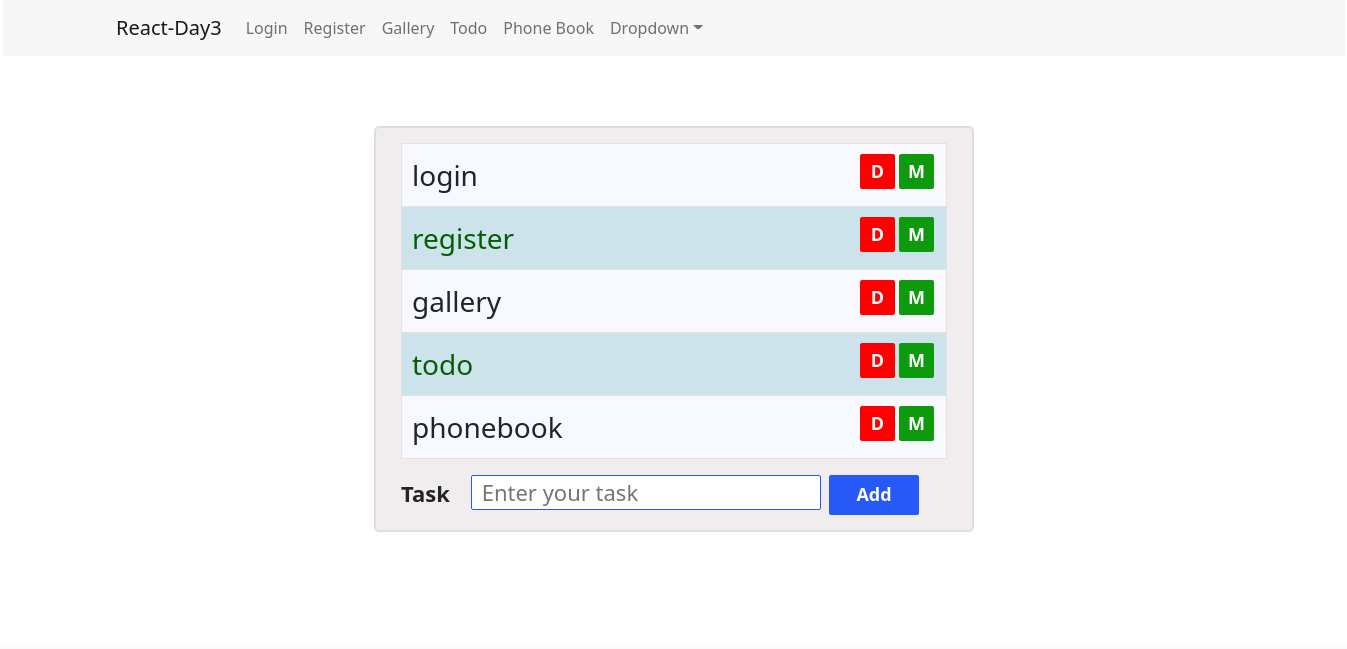 React-Day3 Login Register Gallery Todo Phone Book Dropdown
login D M
register D M
gallery D M
todo D M
phonebook D M
Task Enter your task Add